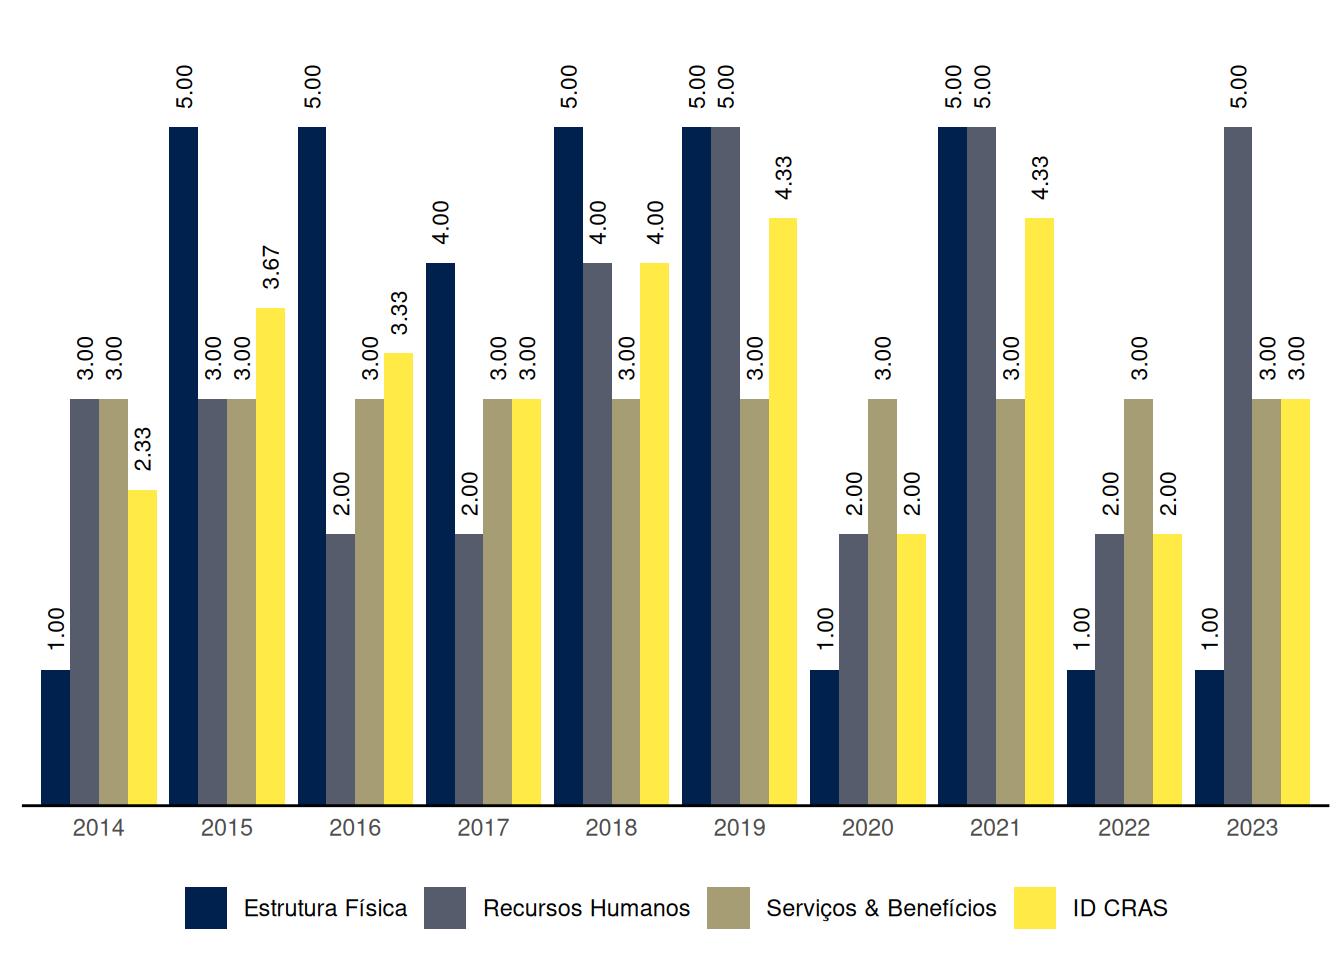 5.00 5.00 5.00 5.00 5.00 5.00 5.00 5.00
4.33 4.33
4.00 4.00 4.00
3.67
3.33
3.00 3.00 3.00 3.00 3.00 3.00 3.00 3.00 3.00 3.00 3.00 3.00 3.00 3.00
2.33
2.00 2.00 2.00 2.00 2.00 2.00
1.00 1.00 1.00 1.00
2014 2015 2016 2017 2018 2019 2020 2021 2022 2023
Estrutura Física Recursos Humanos Serviços & Benefícios ID CRAS